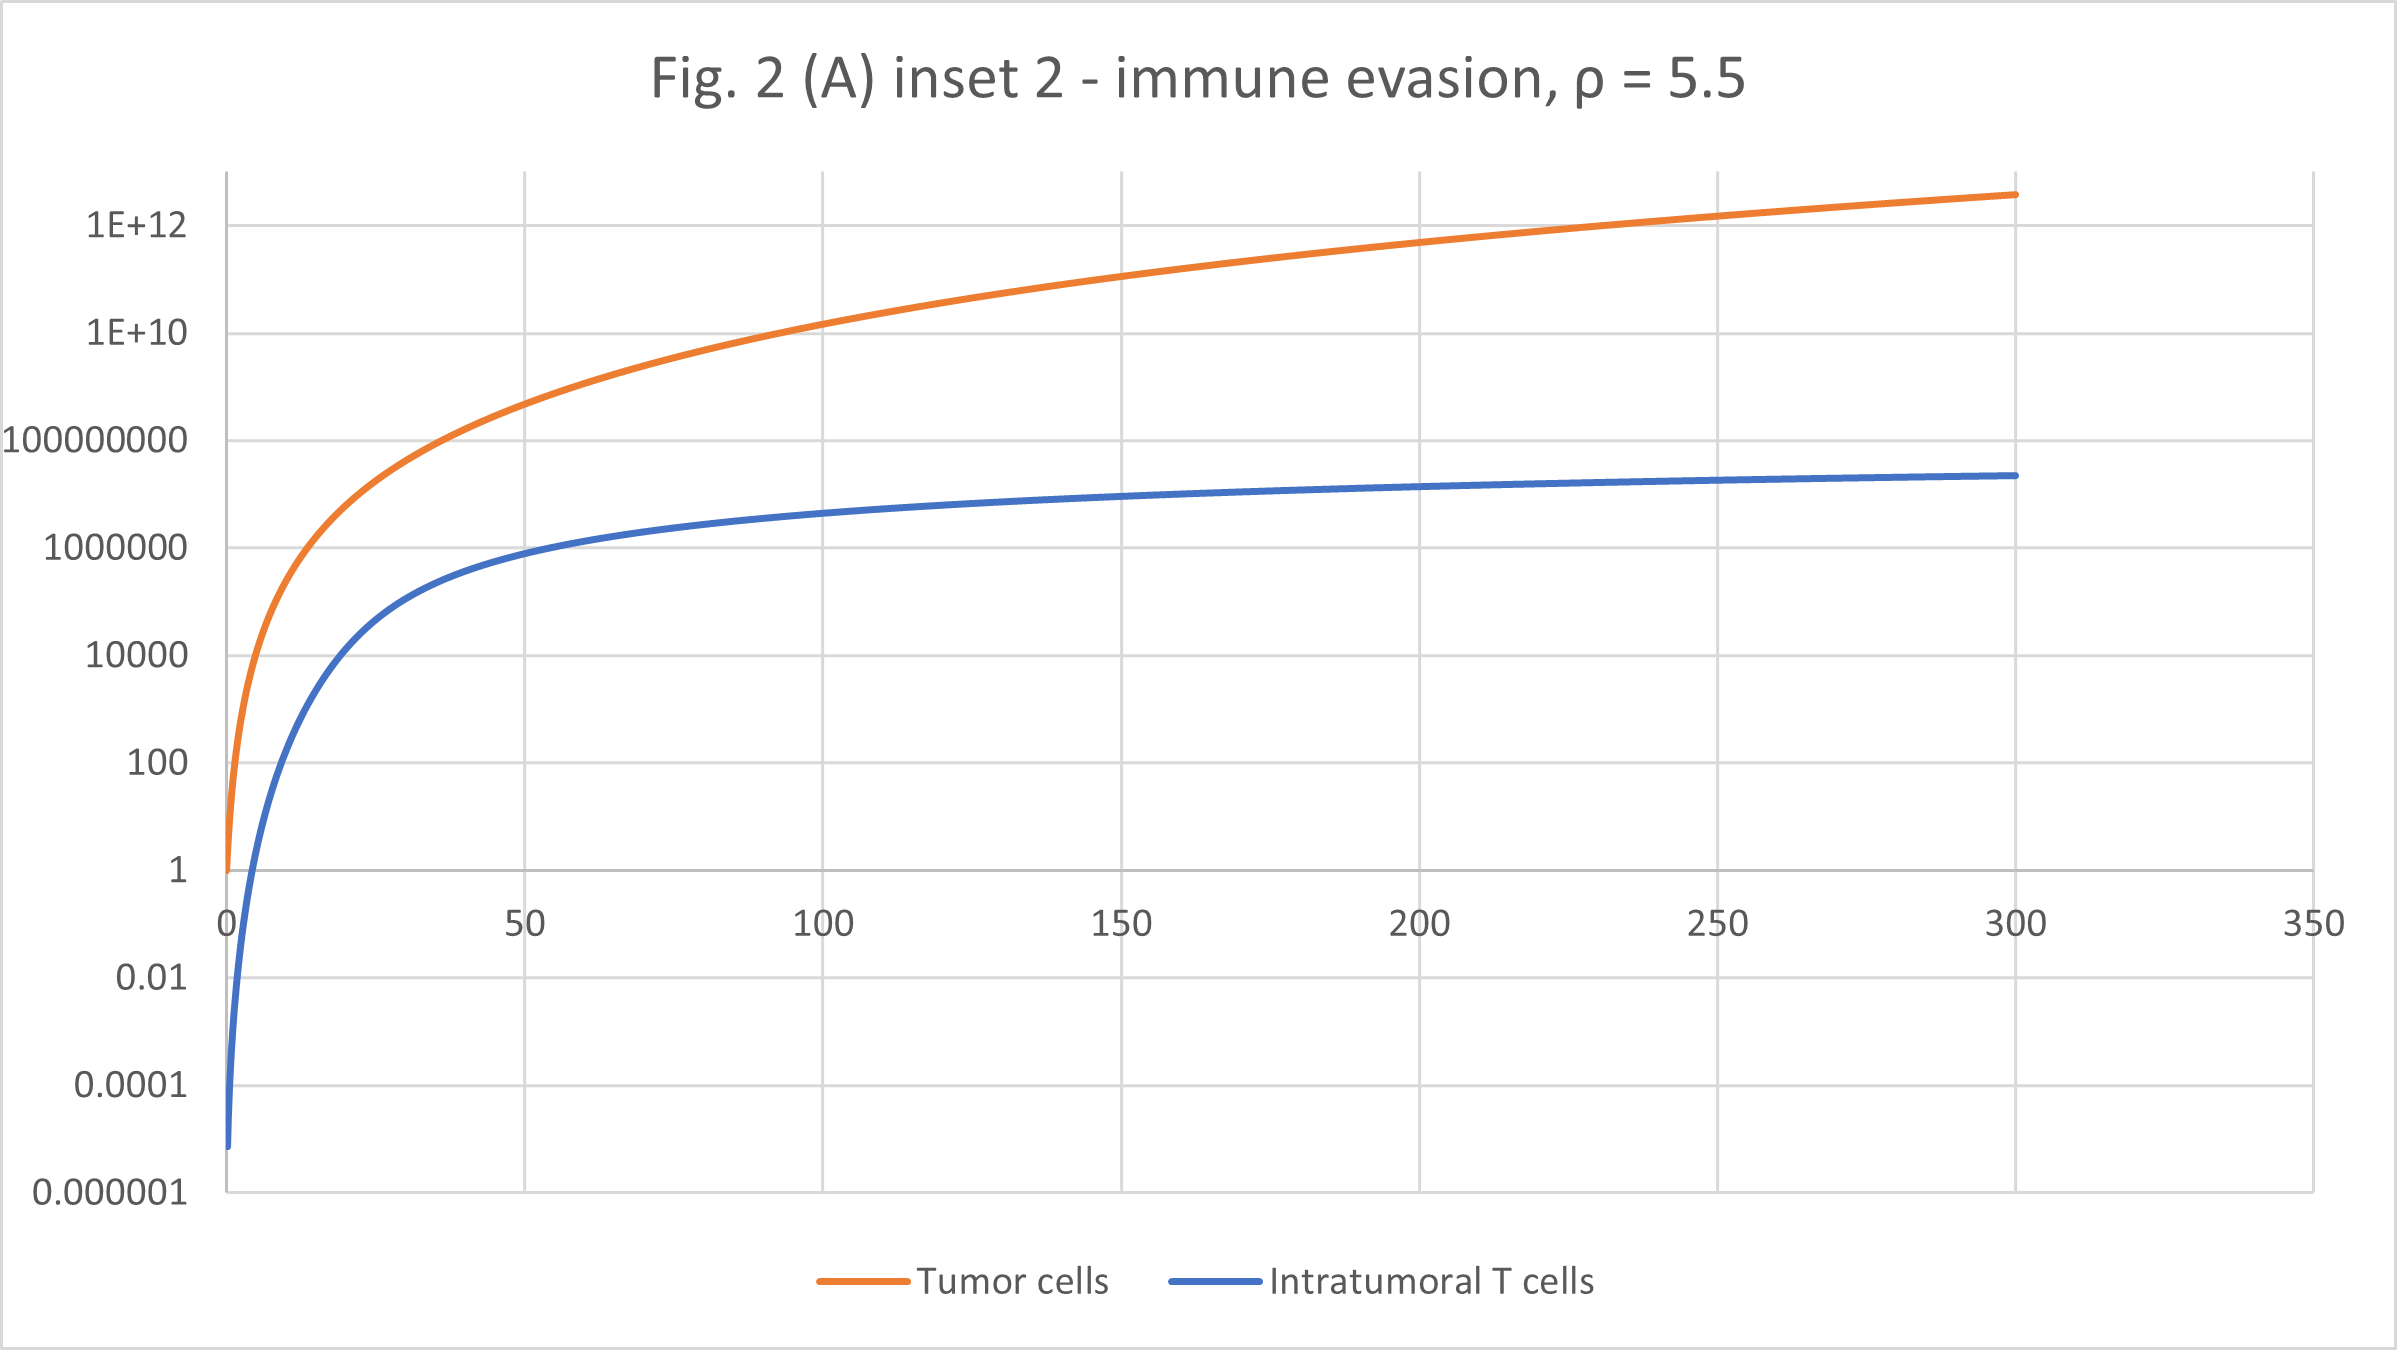 Fig. 2 (A) inset 2 - immune evasion, ρ = 5.5
1E+12
1E+10
100000000
1000000
10000
100
1
0 50 100 150 200 250 300 350
0.01
0.0001
0.000001
Tumor cells Intratumoral T cells